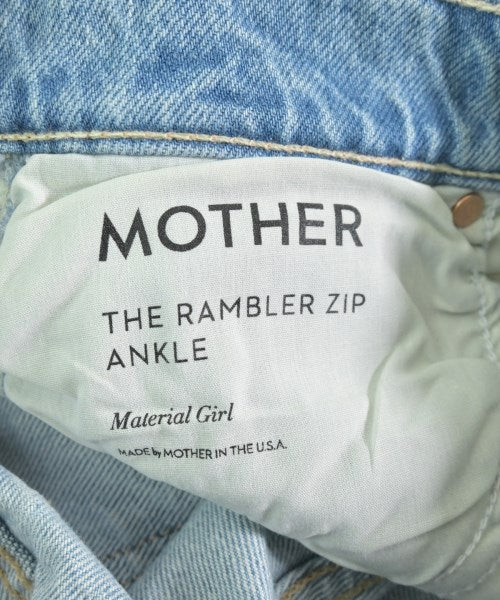 MOTHER
THE RAMBLER ZIP
ANKLE
Material Girl
MADE by MOTHER IN THE U.S.A.